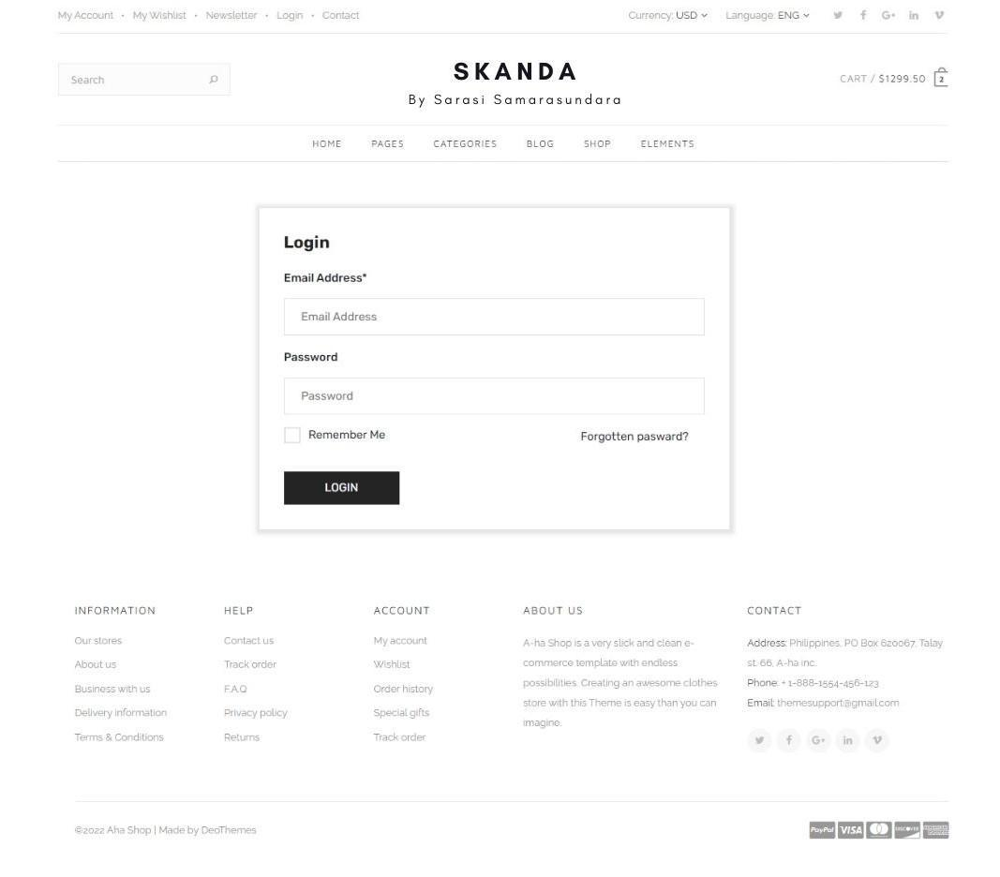 My Account • My Wishlist • Newsletter • Login • Contact
Currency: USD Language: ENG
Search
SKANDA
By Sarasi Samarasundara
CART / $1299.50 2
HOME PAGES CATEGORIES BLOG SHOP ELEMENTS
Login
Email Address*
Email Address
Password
Password
Remember Me
Forgotten pasward?
LOGIN
INFORMATION
Our stores
About us
Business with us
Delivery information
Terms & Conditions
HELP
Contact us
Track order
F.A.Q
Privacy policy
Returns
ACCOUNT
My account
Wishlist
Order history
Special gifts
Track order
ABOUT US
A-ha Shop is a very slick and clean e-
commerce template with endless
possibilities. Creating an awesome clothes
store with this Theme is easy than you can
imagine.
CONTACT
Address: Philippines, PO Box 620067, Talay
st. 66, A-ha inc.
Phone: + 1-888-1554-456-123
Email: themesupport@gmail.com
©2022 Aha Shop | Made by DeoThemes
PayPal VISA DISCOVER